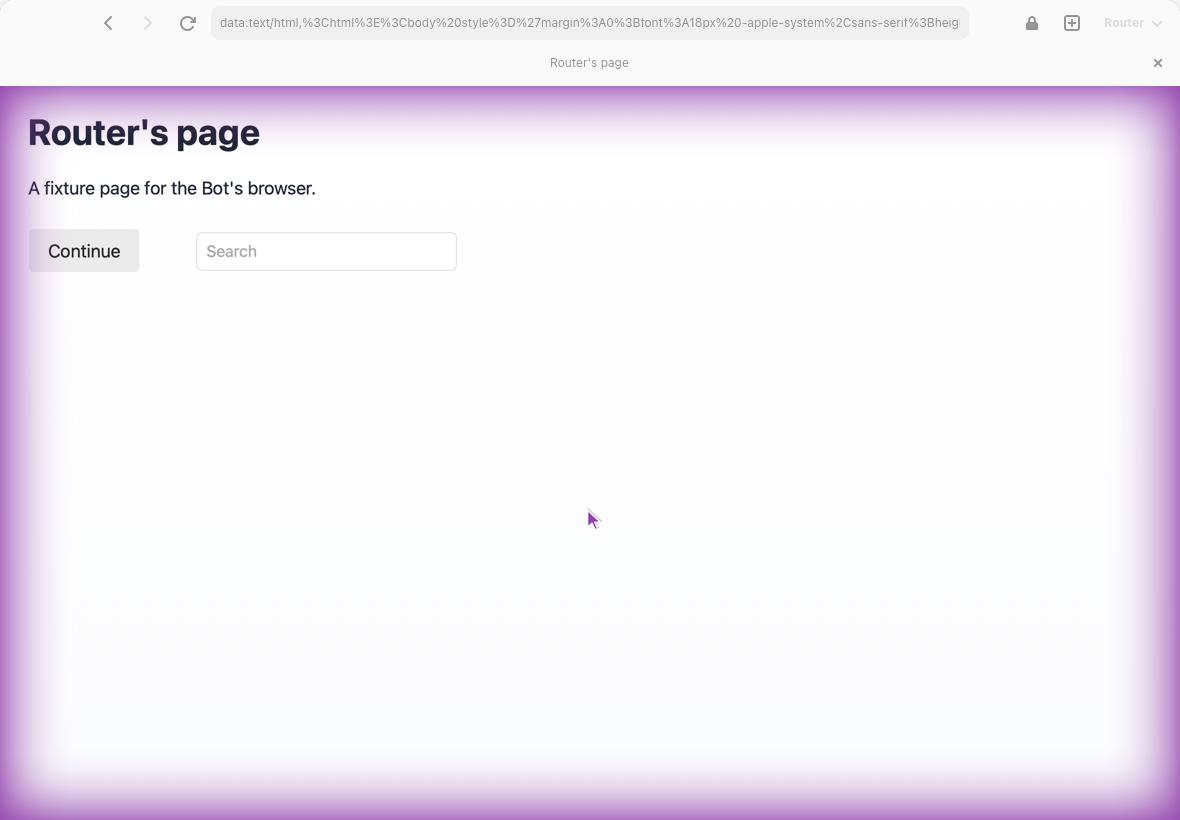 data:text/html,%3Chtml%3E%3Cbody%20style%3D%27margin%3A0%3Bfont%3A18px%20-apple-system%2Csans-serif%3Bheig
Router
Router's page
Router's page
A fixture page for the Bot's browser.
Continue
Search